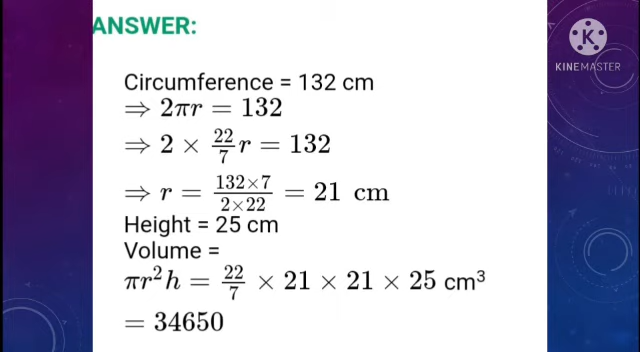 ANSWER:
KINEMASTER
Circumference = 132 cm
⇒ 2πr = 132
⇒ 2 × 22/7 r = 132
⇒ r = 132×7/2×22 = 21 cm
Height = 25 cm
Volume =
πr²h = 22/7 × 21 × 21 × 25 cm³
= 34650